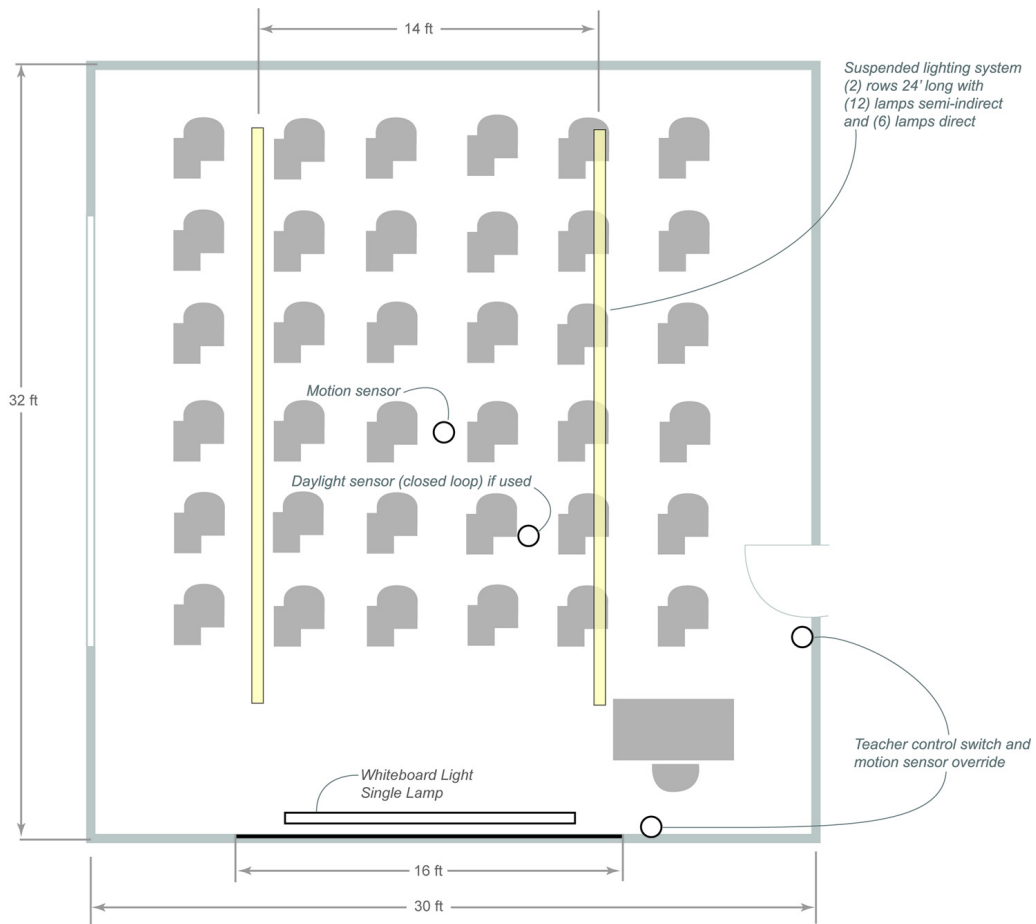 14 ft
Suspended lighting system
(2) rows 24' long with
(12) lamps semi-indirect
and (6) lamps direct
32 ft
Motion sensor
Daylight sensor (closed loop) if used
Teacher control switch and
motion sensor override
Whiteboard Light
Single Lamp
16 ft
30 ft